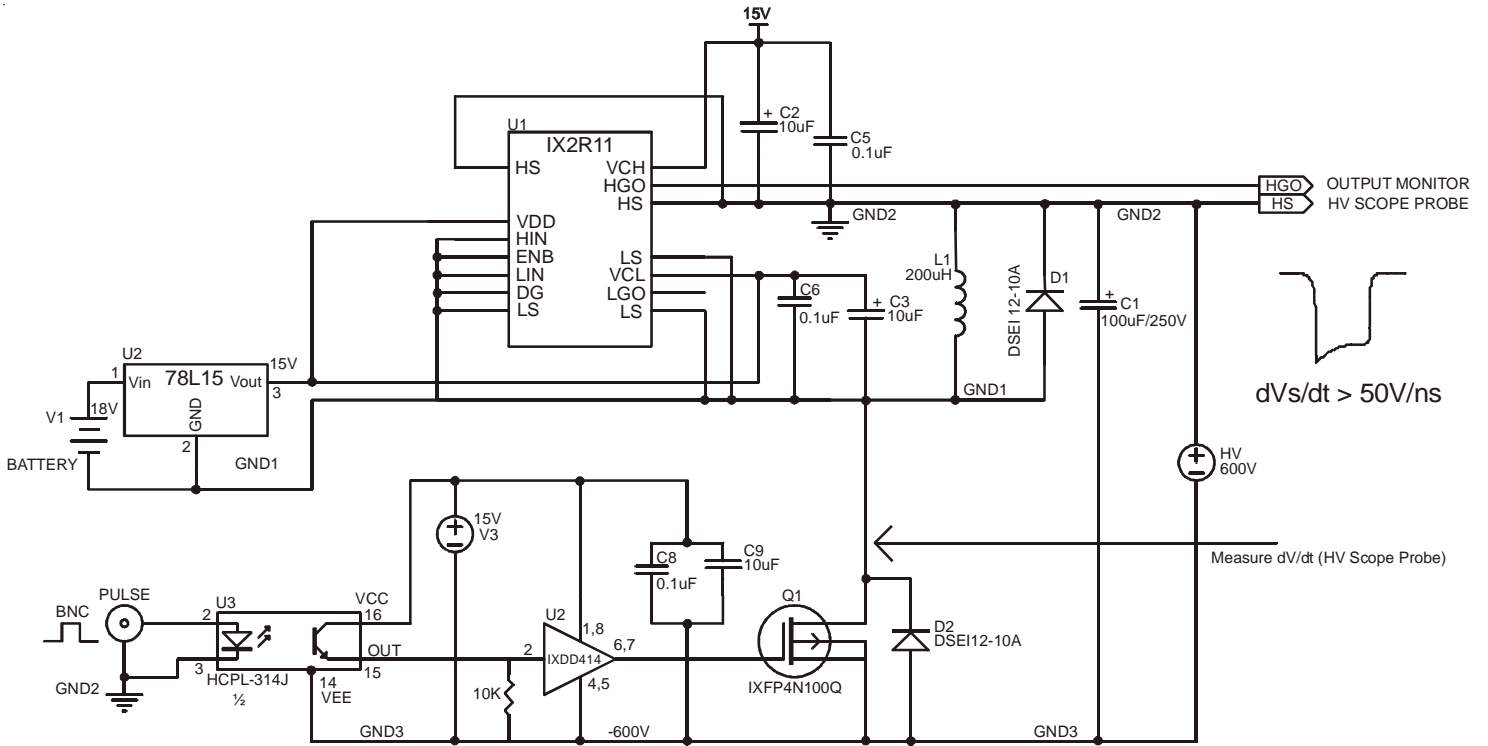 15V
C2
+
10uF
C5
0.1uF
U1
IX2R11
HS
VCH
HGO
HS
VDD
HIN
ENB
LIN
DG
LS
LS
VCL
LGO
LS
HGO OUTPUT MONITOR
HS HV SCOPE PROBE
GND2
GND2
L1
200uH
DSEI 12-10A
D1
+
C1
100uF/250V
C6
0.1uF
+ C3
10uF
GND1
dVs/dt > 50V/ns
U2
15V
1 Vin 78L15 Vout 3
GND
2
V1 18V
BATTERY
GND1
+
HV
600V
15V
V3
+
C8
0.1uF
C9
10uF
Measure dV/dt (HV Scope Probe)
PULSE
BNC
U3
VCC
2
16
OUT
3
15
HCPL-314J
½
14
VEE
GND2
10K
U2
2
1,8
IXDD414
6,7
4,5
Q1
IXFP4N100Q
D2
DSEI12-10A
GND3
-600V
GND3